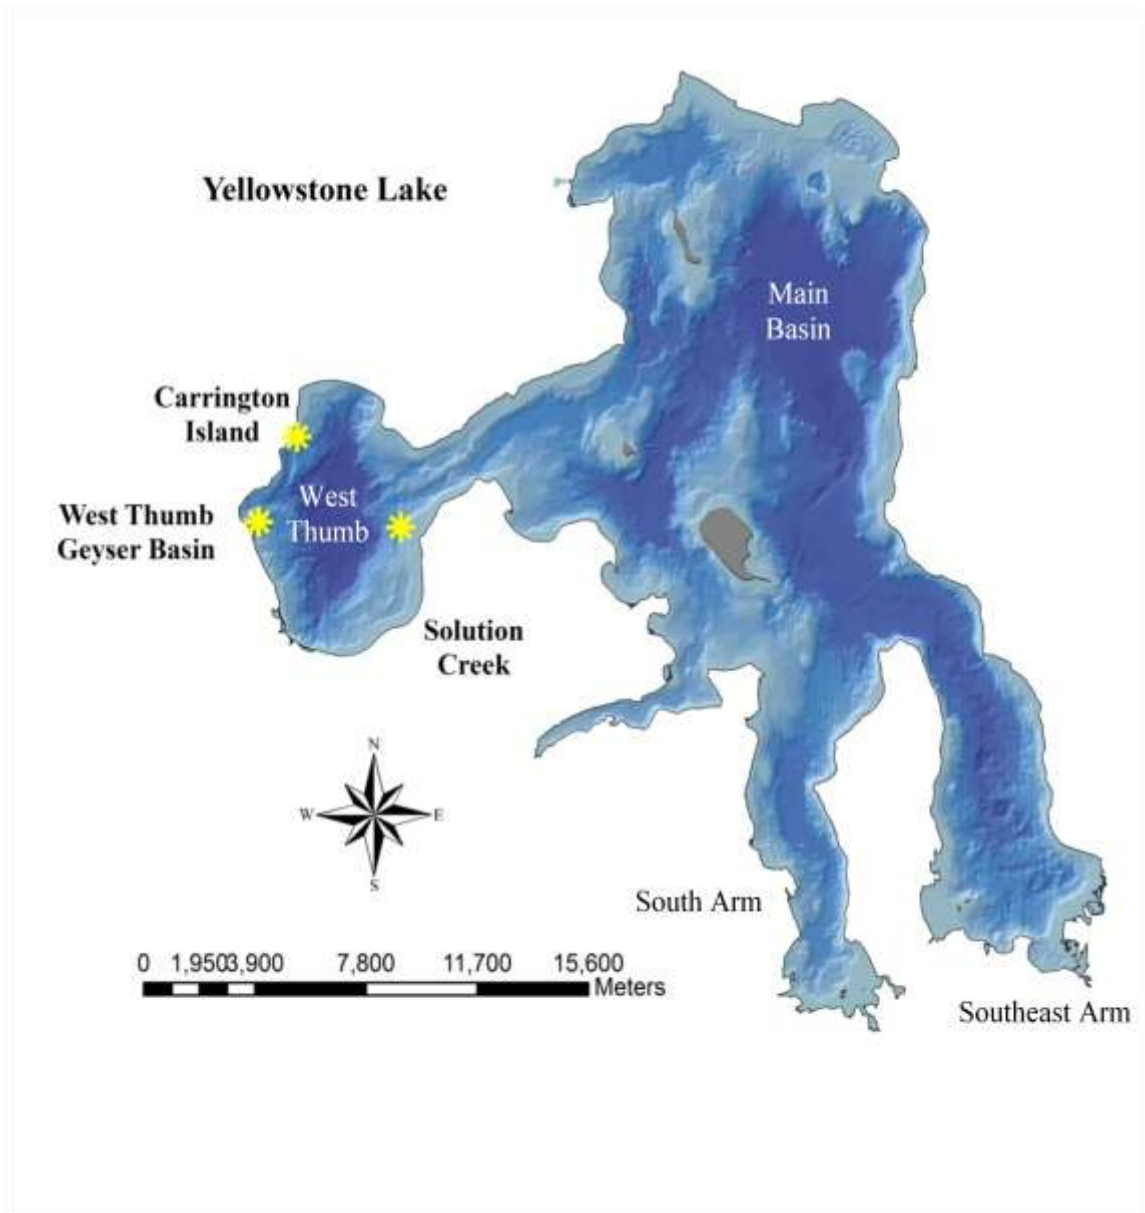 Yellowstone Lake
Main
Basin
Carrington
Island
West
Thumb
West Thumb
Geyser Basin
Solution
Creek
N
W
E
S
South Arm
0 1,950 3,900 7,800 11,700 15,600
Meters
Southeast Arm